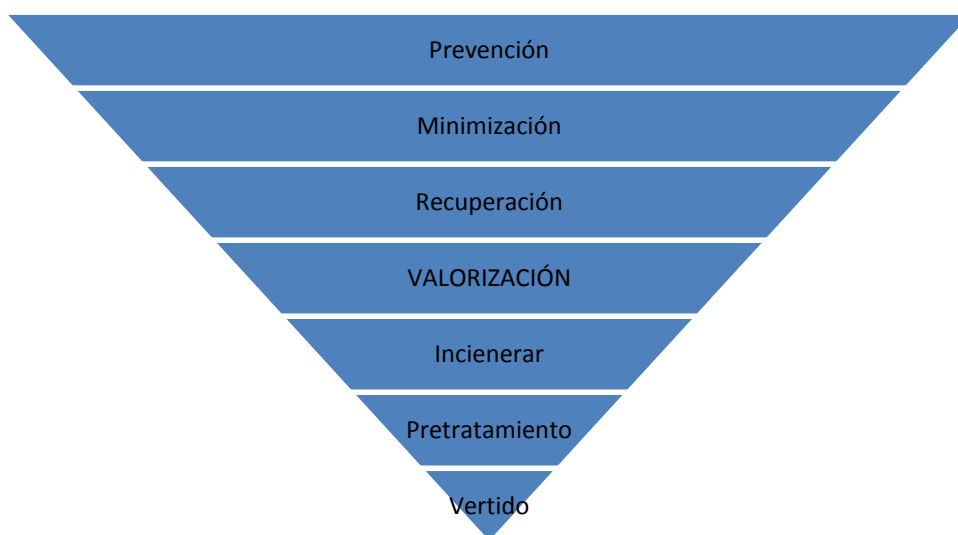 Prevención
Minimización
Recuperación
VALORIZACIÓN
Incienerar
Pretratamiento
Vertido